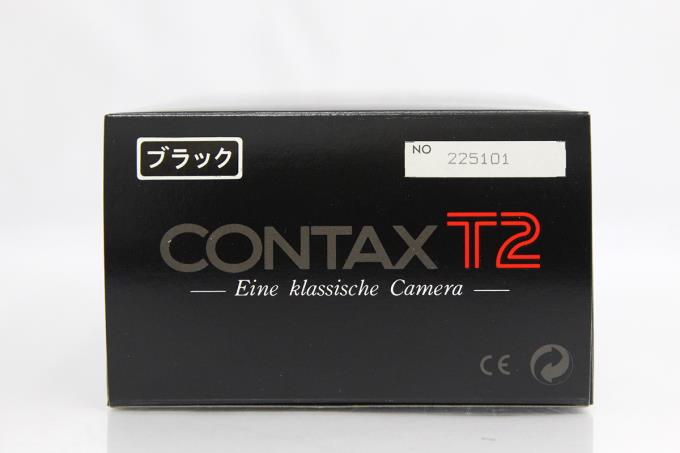 ブラック
NO 225101
CONTAX T2
Eine klassische Camera
CE